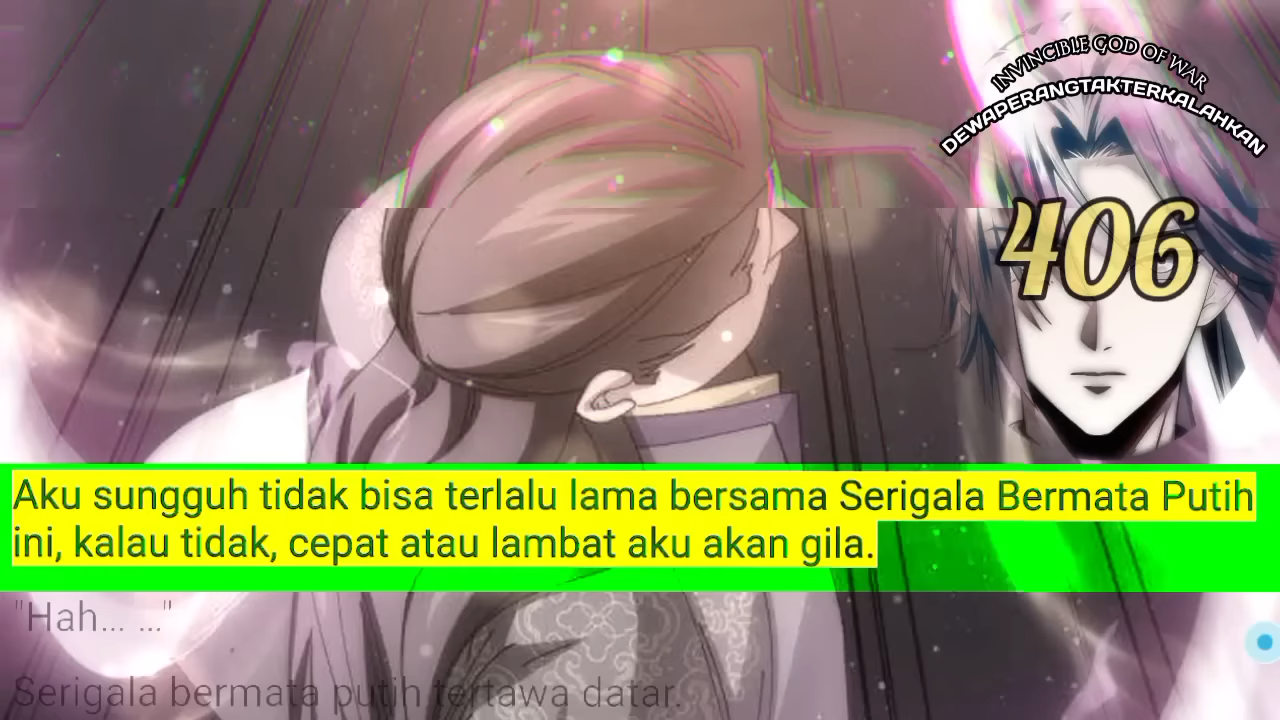 INVINCIBLE GOD OF WAR
DEWAPERANGTAKTERKALAHKAN
406
Aku sungguh tidak bisa terlalu lama bersama Serigala Bermata Putih
ini, kalau tidak, cepat atau lambat aku akan gila.
"Hah... ..."
Serigala bermata putih tertawa datar.